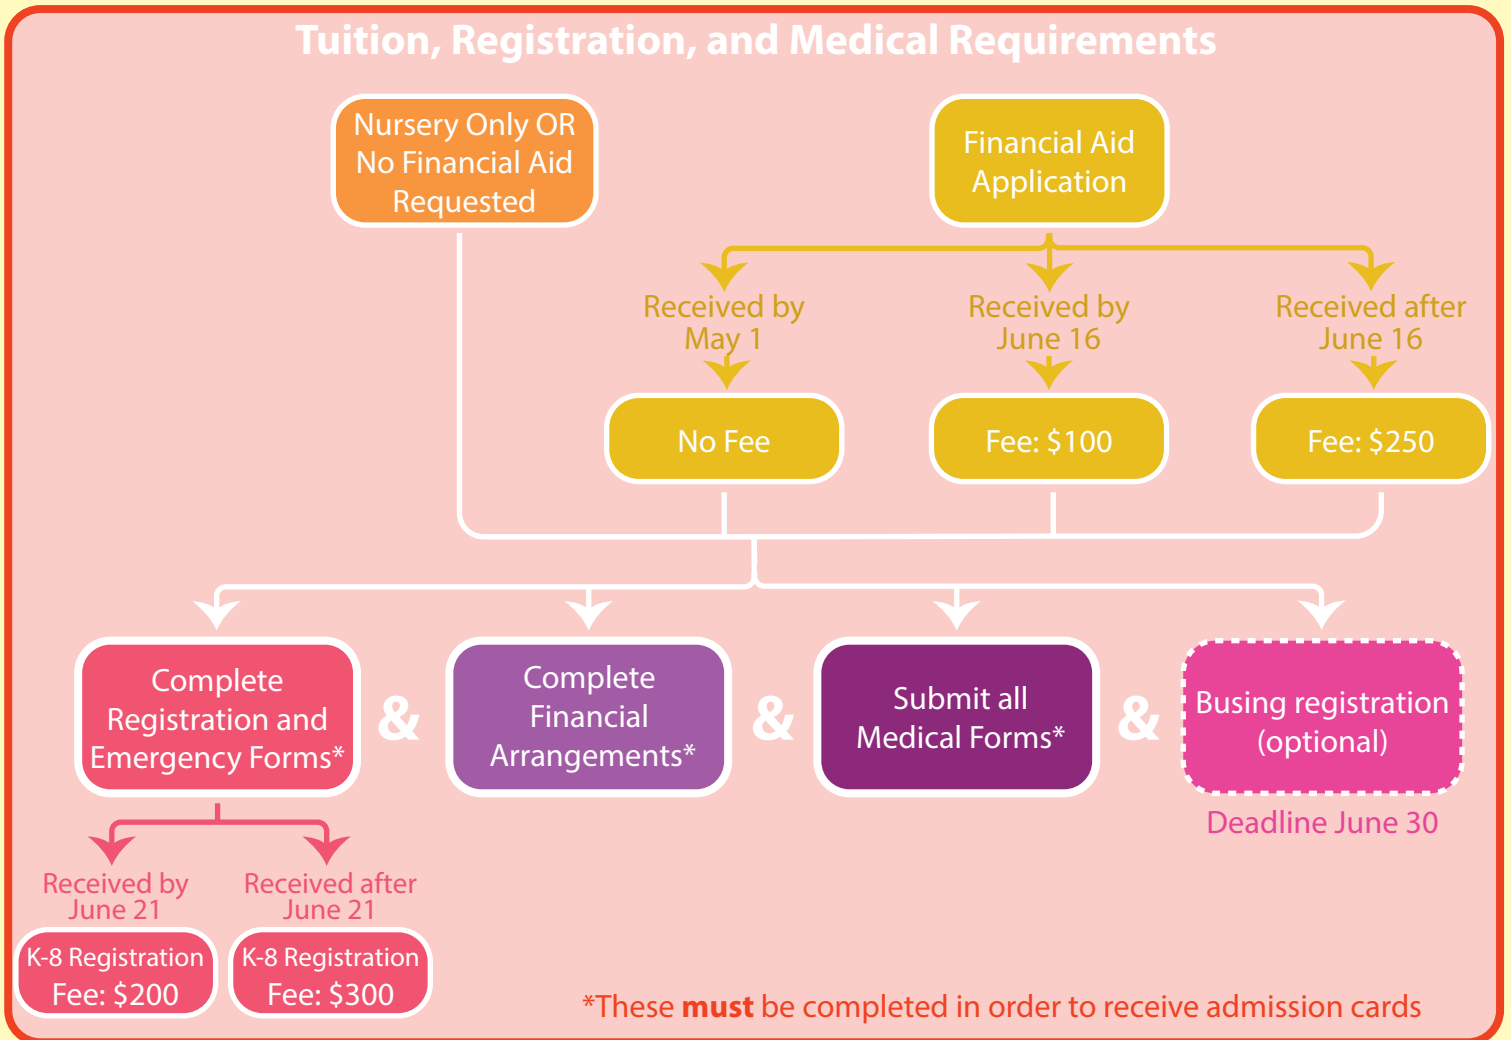 Tuition, Registration, and Medical Requirements
Nursery Only OR
No Financial Aid
Requested
Financial Aid
Application
Received by
May 1
Received by
June 16
Received after
June 16
No Fee
Fee: $100
Fee: $250
Complete
Registration and
Emergency Forms*
&
Complete
Financial
Arrangements*
&
Submit all
Medical Forms*
&
Busing registration
(optional)
Deadline June 30
Received by
June 21
Received after
June 21
K-8 Registration
Fee: $200
K-8 Registration
Fee: $300
*These must be completed in order to receive admission cards